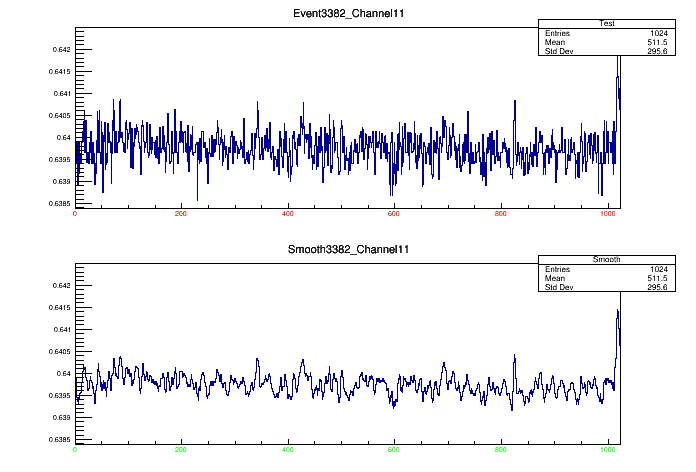 Event3382_Channel11
Test
Entries 1024
Mean 511.5
Std Dev 295.6
0.642
0.6415
0.641
0.6405
0.64
0.6395
0.639
0.6385
0 200 400 600 800 1000
Smooth3382_Channel11
Smooth
Entries 1024
Mean 511.5
Std Dev 295.6
0.642
0.6415
0.641
0.6405
0.64
0.6395
0.639
0.6385
0 200 400 600 800 1000